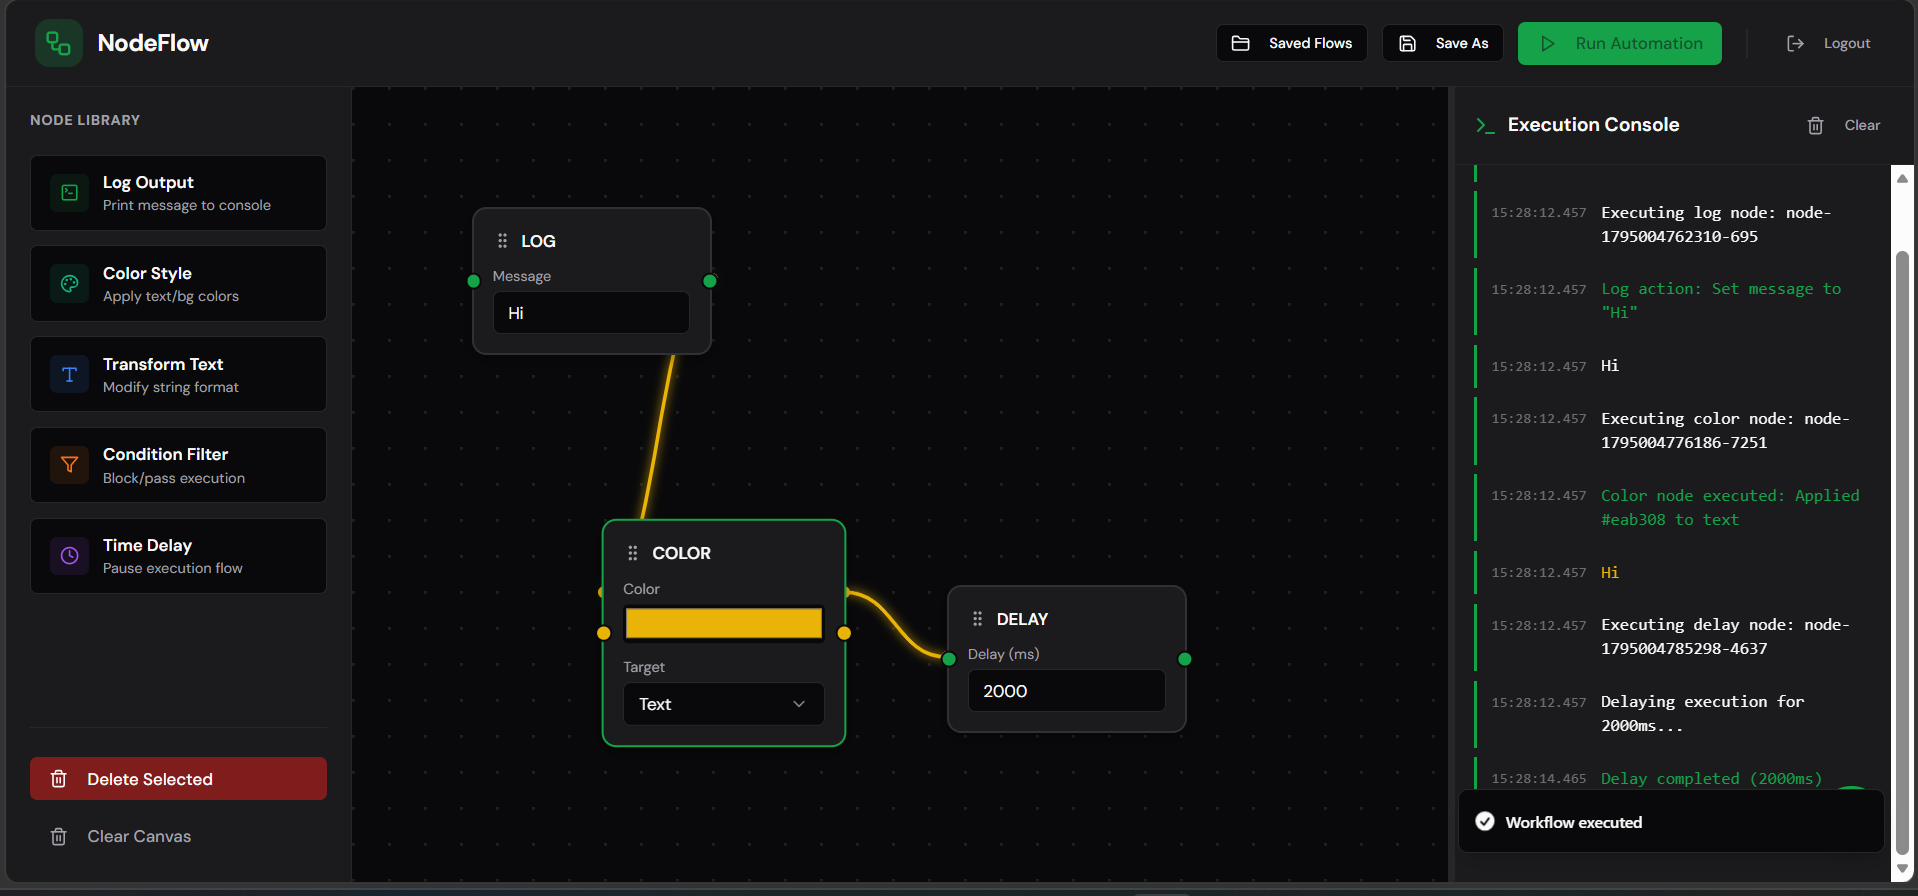 NodeFlow
Saved Flows
Save As
Run Automation
Logout
NODE LIBRARY
Log Output
Print message to console
Color Style
Apply text/bg colors
Transform Text
Modify string format
Condition Filter
Block/pass execution
Time Delay
Pause execution flow
Delete Selected
Clear Canvas
LOG
Message
Hi
COLOR
Color
Target
Text
DELAY
Delay (ms)
2000
Execution Console
Clear
15:28:12.457 Executing log node: node-
1795004762310-695
15:28:12.457 Log action: Set message to
"Hi"
15:28:12.457 Hi
15:28:12.457 Executing color node: node-
1795004776186-7251
15:28:12.457 Color node executed: Applied
#eab308 to text
15:28:12.457 Hi
15:28:12.457 Executing delay node: node-
1795004785298-4637
15:28:12.457 Delaying execution for
2000ms...
15:28:14.465 Delay completed (2000ms)
Workflow executed